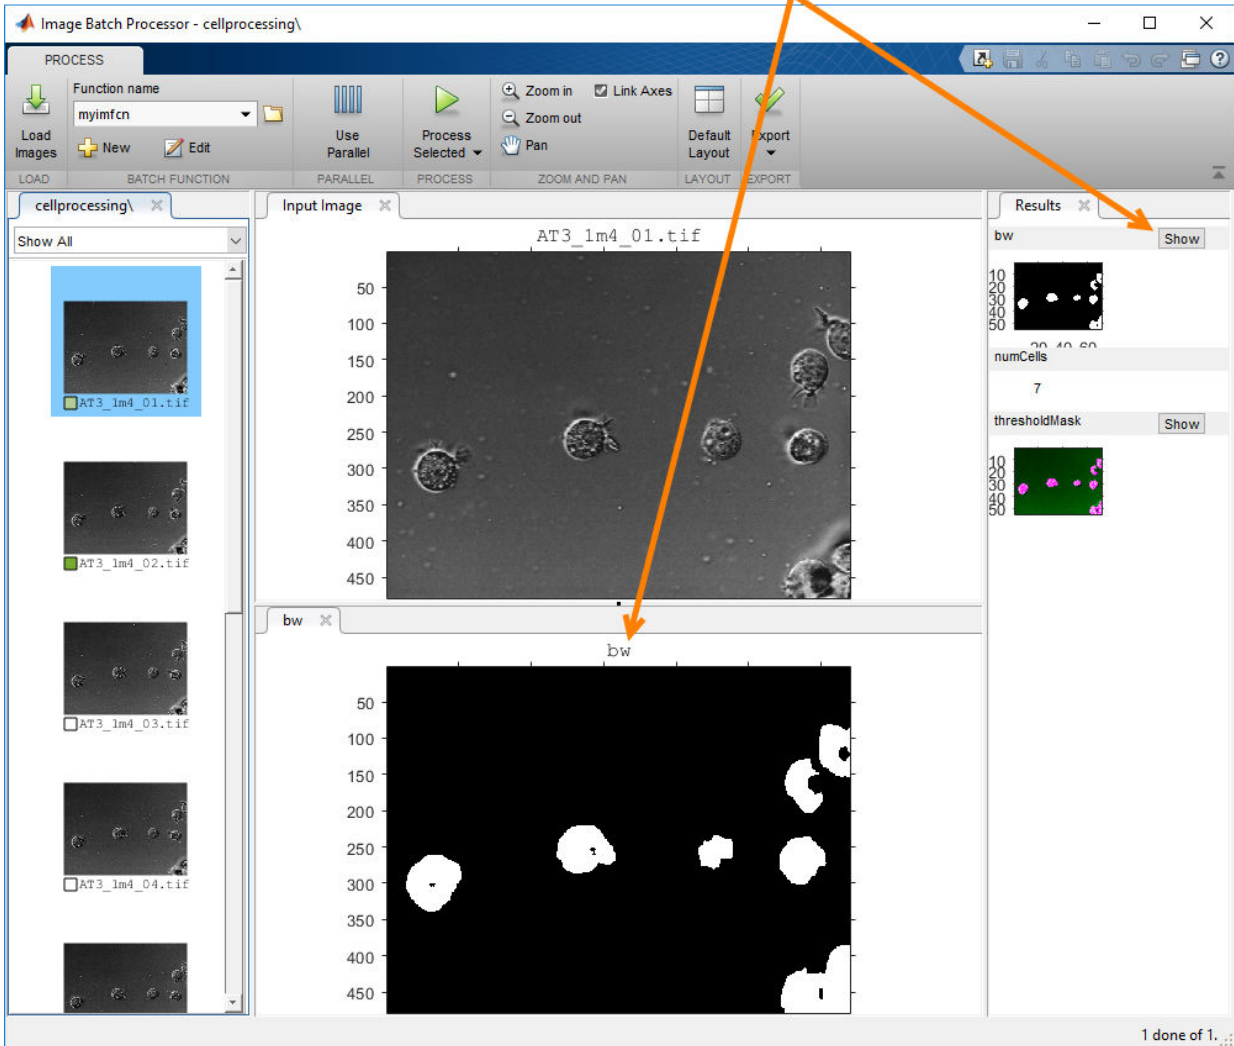 Image Batch Processor - cellprocessing\
PROCESS
Load Images
Function name
myimfcn
New
Edit
Use Parallel
Process Selected
Zoom in
Link Axes
Zoom out
Pan
Default Layout
Export
LOAD
BATCH FUNCTION
PARALLEL
PROCESS
ZOOM AND PAN
LAYOUT
EXPORT
cellprocessing\
Show All
AT3_1m4_01.tif
AT3_1m4_02.tif
AT3_1m4_03.tif
AT3_1m4_04.tif
Input Image
AT3_1m4_01.tif
50
100
150
200
250
300
350
400
450
bw
bw
50
100
150
200
250
300
350
400
450
Results
bw
Show
10
20
30
40
50
20 40 60
numCells
7
thresholdMask
Show
10
20
30
40
50
1 done of 1.